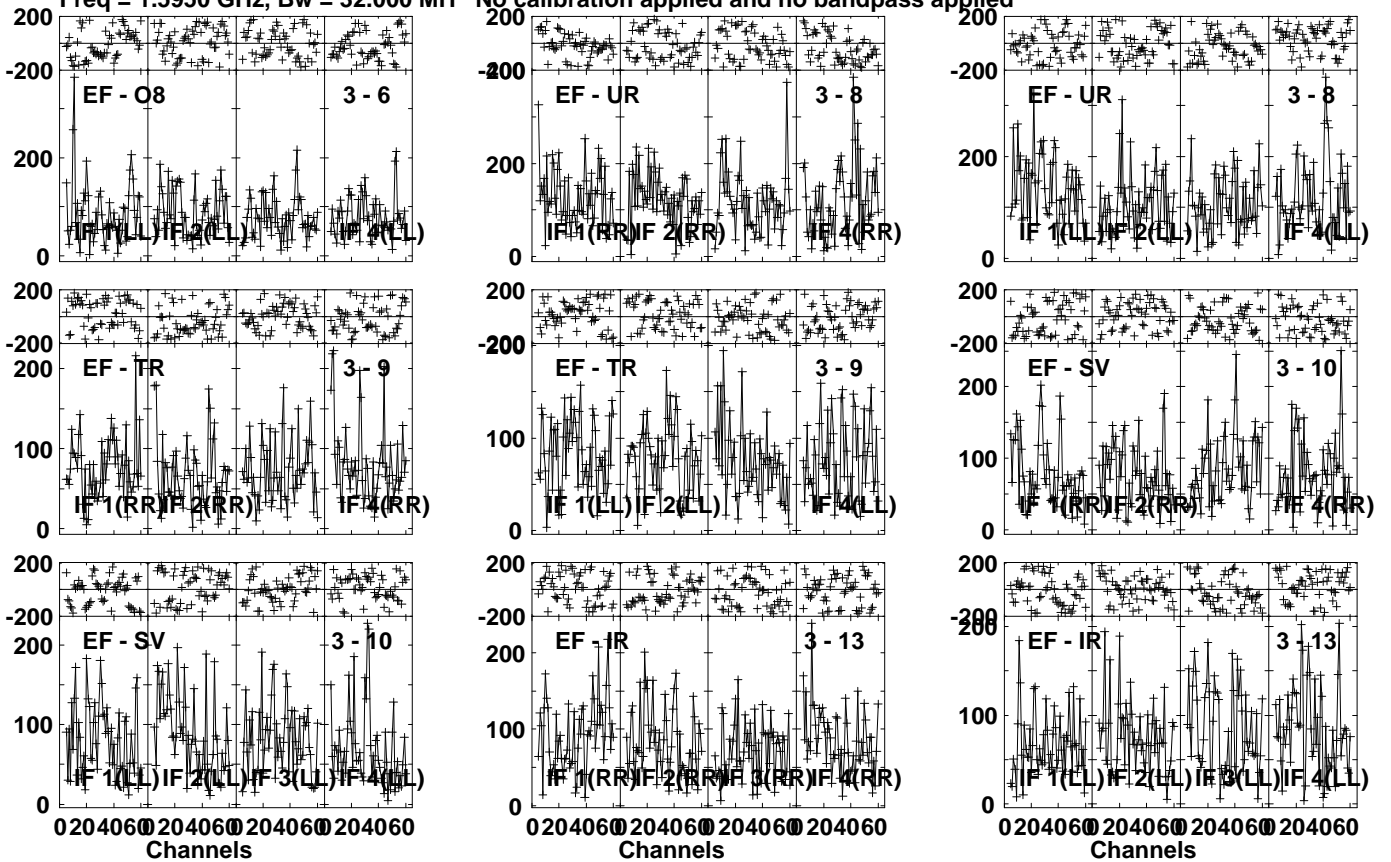 Freq = 1.5950 GHz, Bw = 32.000 MH No calibration applied and no bandpass applied
200 200 200
-200 -200 -200
400
EF - O8 3 - 6 EF - UR 3 - 8 EF - UR 3 - 8
200 200 200
IF 1(LL) IF 2(LL) IF 4(LL) IF 1(RR) IF 2(RR) IF 4(RR) IF 1(LL) IF 2(LL) IF 4(LL)
0 0 0
200 200 200
-200 -200 -200
200
EF - TR 3 - 9 EF - TR 3 - 9 EF - SV 3 - 10
200 200
100 100 100
IF 1(RR) IF 2(RR) IF 4(RR) IF 1(LL) IF 2(LL) IF 4(LL) IF 1(RR) IF 2(RR) IF 4(RR)
0 0 0
200 200 200
-200 -200 -200
200
EF - SV 3 - 10 EF - IR 3 - 13 EF - IR 3 - 13
200 200
100 100 100
IF 1(LL) IF 2(LL) IF 3(LL) IF 4(LL) IF 1(RR) IF 2(RR) IF 3(RR) IF 4(RR) IF 1(LL) IF 2(LL) IF 3(LL) IF 4(LL)
0 0 0
0 20 40 60 0 20 40 60 0 20 40 60 0 20 40 60 0 20 40 60 0 20 40 60 0 20 40 60 0 20 40 60 0 20 40 60 0 20 40 60 0 20 40 60 0 20 40 60
Channels Channels Channels